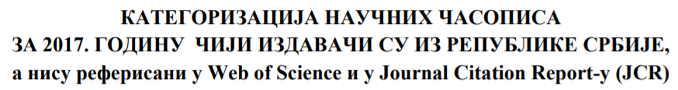 КАТЕГОРИЗАЦИЈА НАУЧНИХ ЧАСОПИСА
ЗА 2017. ГОДИНУ ЧИЈИ ИЗДАВАЧИ СУ ИЗ РЕПУБЛИКЕ СРБИЈЕ,
а нису реферисани у Web of Science и у Journal Citation Report-у (JCR)